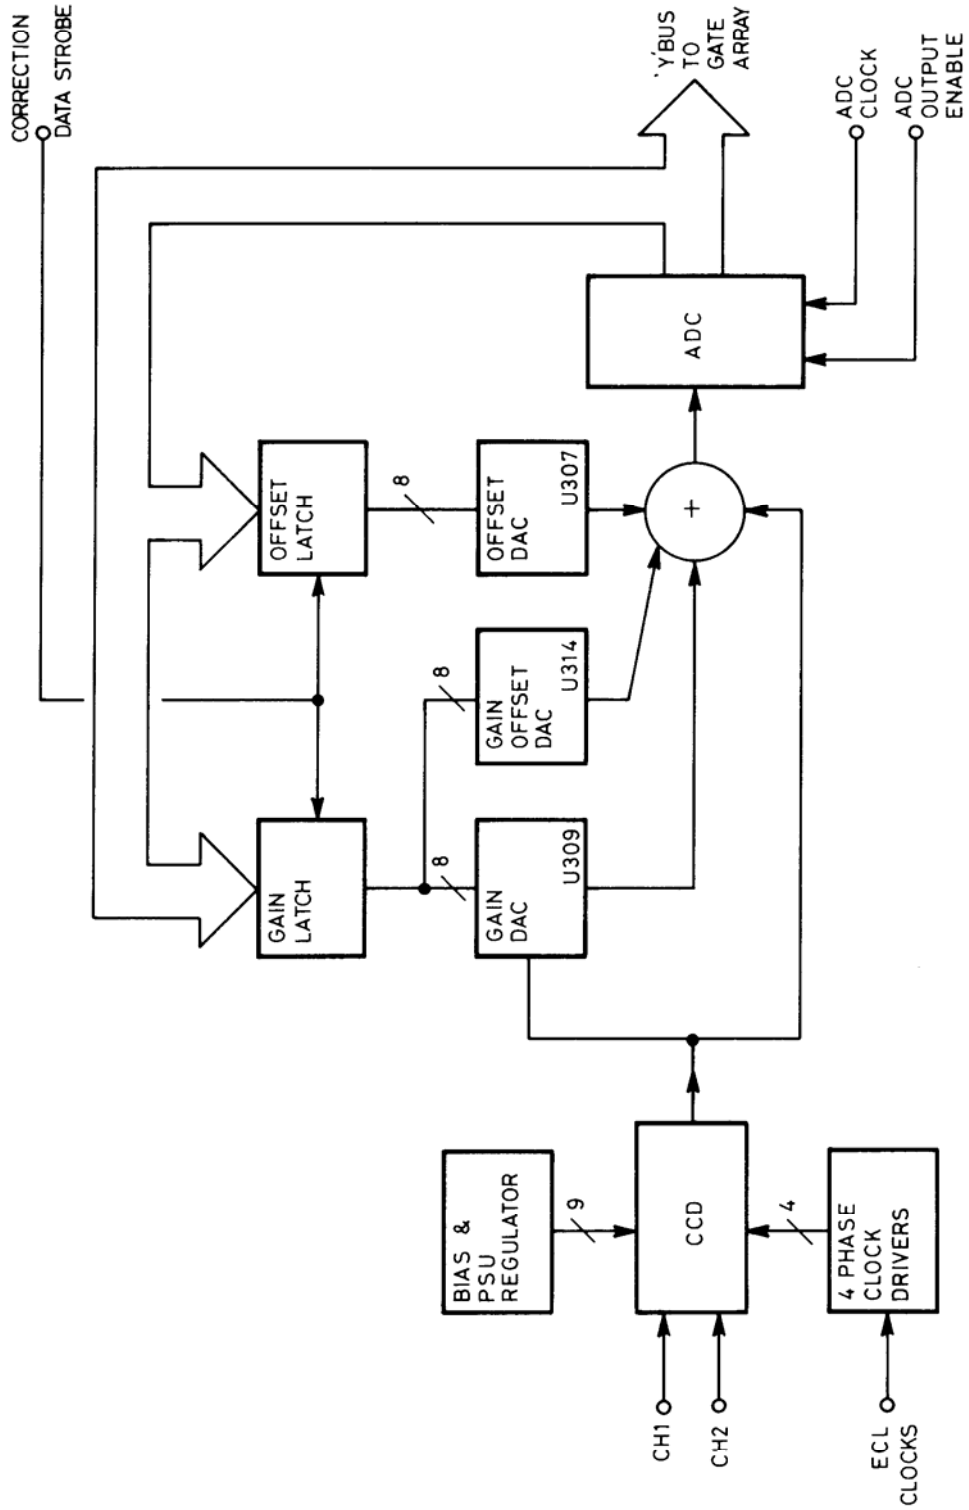 CORRECTION
DATA STROBE
'Y'BUS
TO
GATE
ARRAY
ADC
CLOCK
ADC
OUTPUT
ENABLE
GAIN
LATCH
OFFSET
LATCH
8
8
8
GAIN
DAC
U309
GAIN
OFFSET
DAC
U314
OFFSET
DAC
U307
+
ADC
BIAS &
PSU
REGULATOR
9
CCD
CH1
CH2
4
4 PHASE
CLOCK
DRIVERS
ECL
CLOCKS